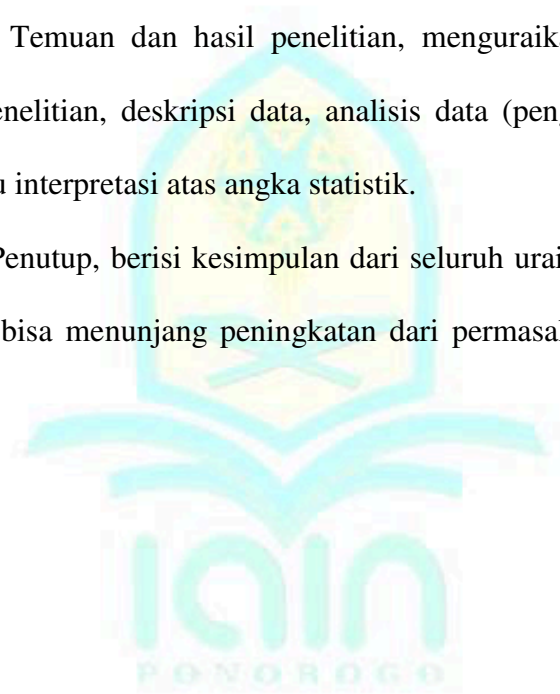 Temuan dan hasil penelitian, menguraik
enelitian, deskripsi data, analisis data (pen
u interpretasi atas angka statistik.
Penutup, berisi kesimpulan dari seluruh urai
bisa menunjang peningkatan dari permasal
iain
PONOROGO